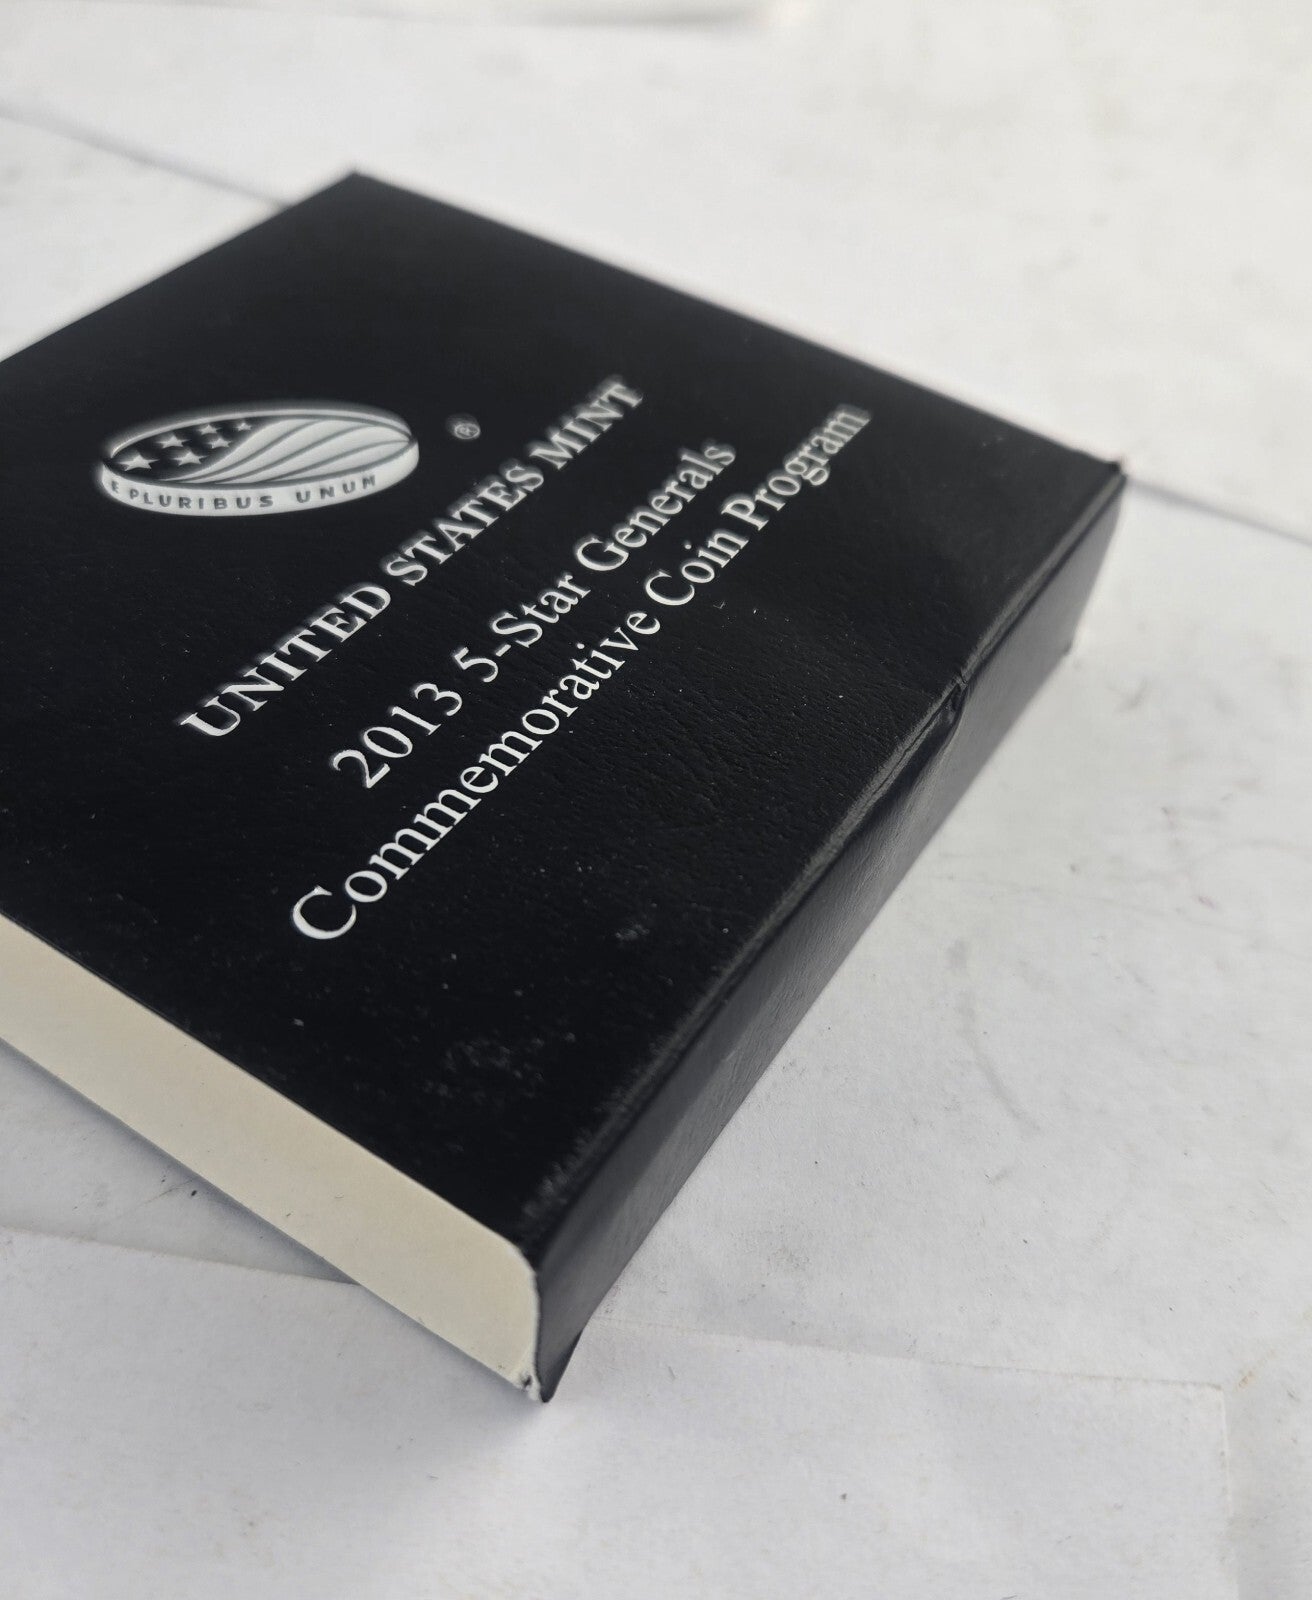 E PLURIBUS UNUM
®
UNITED STATES MINT
2013 5-Star Generals
Commemorative Coin Program